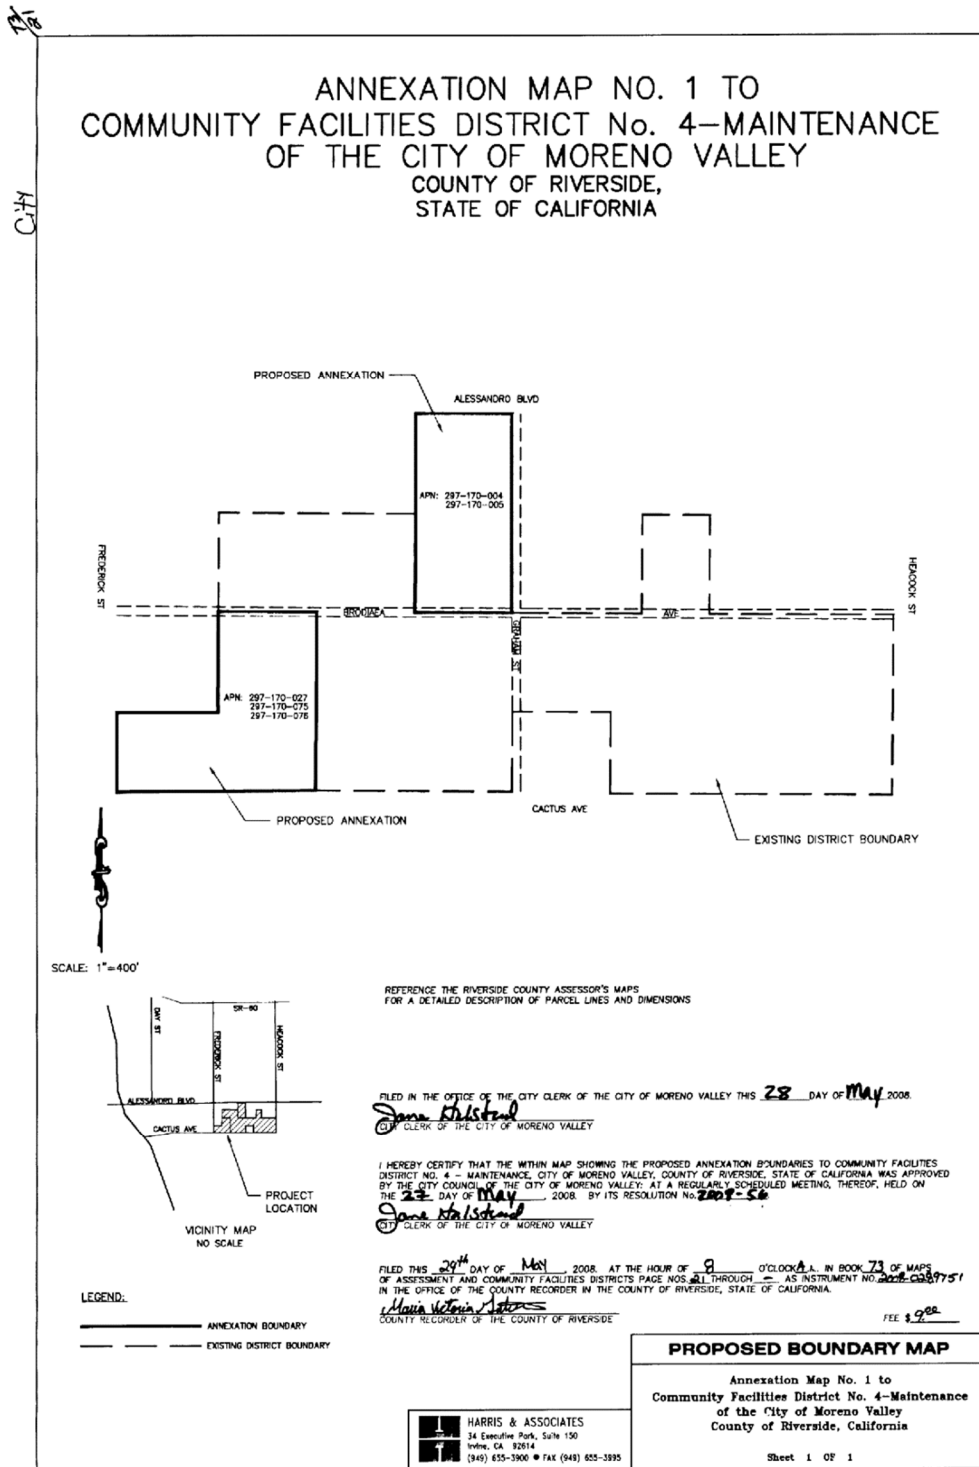 73/21
City
ANNEXATION MAP NO. 1 TO
COMMUNITY FACILITIES DISTRICT No. 4-MAINTENANCE
OF THE CITY OF MORENO VALLEY
COUNTY OF RIVERSIDE,
STATE OF CALIFORNIA
PROPOSED ANNEXATION
ALESSANDRO BLVD
APN: 297-170-004
297-170-005
FREDERICK ST
HEACOCK ST
BRODIAEA
AVE
GRAHAM ST
APN: 297-170-027
297-170-075
297-170-076
CACTUS AVE
PROPOSED ANNEXATION
EXISTING DISTRICT BOUNDARY
SCALE: 1"=400'
REFERENCE THE RIVERSIDE COUNTY ASSESSOR'S MAPS
FOR A DETAILED DESCRIPTION OF PARCEL LINES AND DIMENSIONS
SR-60
DAY ST
FREDERICK ST
HEACOCK ST
ALESSANDRO BLVD
CACTUS AVE
PROJECT
LOCATION
VICINITY MAP
NO SCALE
FILED IN THE OFFICE OF THE CITY CLERK OF THE CITY OF MORENO VALLEY THIS 28 DAY OF May 2008.
Jane Halstead
CITY CLERK OF THE CITY OF MORENO VALLEY
I HEREBY CERTIFY THAT THE WITHIN MAP SHOWING THE PROPOSED ANNEXATION BOUNDARIES TO COMMUNITY FACILITIES
DISTRICT NO. 4 - MAINTENANCE, CITY OF MORENO VALLEY, COUNTY OF RIVERSIDE, STATE OF CALIFORNIA WAS APPROVED
BY THE CITY COUNCIL OF THE CITY OF MORENO VALLEY: AT A REGULARLY SCHEDULED MEETING, THEREOF, HELD ON
THE 27 DAY OF May, 2008. BY ITS RESOLUTION No. 2008-56
Jane Halstead
CITY CLERK OF THE CITY OF MORENO VALLEY
FILED THIS 29th DAY OF May, 2008. AT THE HOUR OF 8 O'CLOCK A.M. IN BOOK 73 OF MAPS
OF ASSESSMENT AND COMMUNITY FACILITIES DISTRICTS PAGE NOS. 21 THROUGH - AS INSTRUMENT NO. 2008-0289751
IN THE OFFICE OF THE COUNTY RECORDER IN THE COUNTY OF RIVERSIDE, STATE OF CALIFORNIA.
Maria Victoria
COUNTY RECORDER OF THE COUNTY OF RIVERSIDE
FEE $ 9.00
LEGEND:
ANNEXATION BOUNDARY
EXISTING DISTRICT BOUNDARY
PROPOSED BOUNDARY MAP
Annexation Map No. 1 to
Community Facilities District No. 4-Maintenance
of the City of Moreno Valley
County of Riverside, California
Sheet 1 OF 1
HARRIS & ASSOCIATES
34 Executive Park, Suite 150
Irvine, CA 92614
(949) 655-3900 • FAX (949) 655-3995